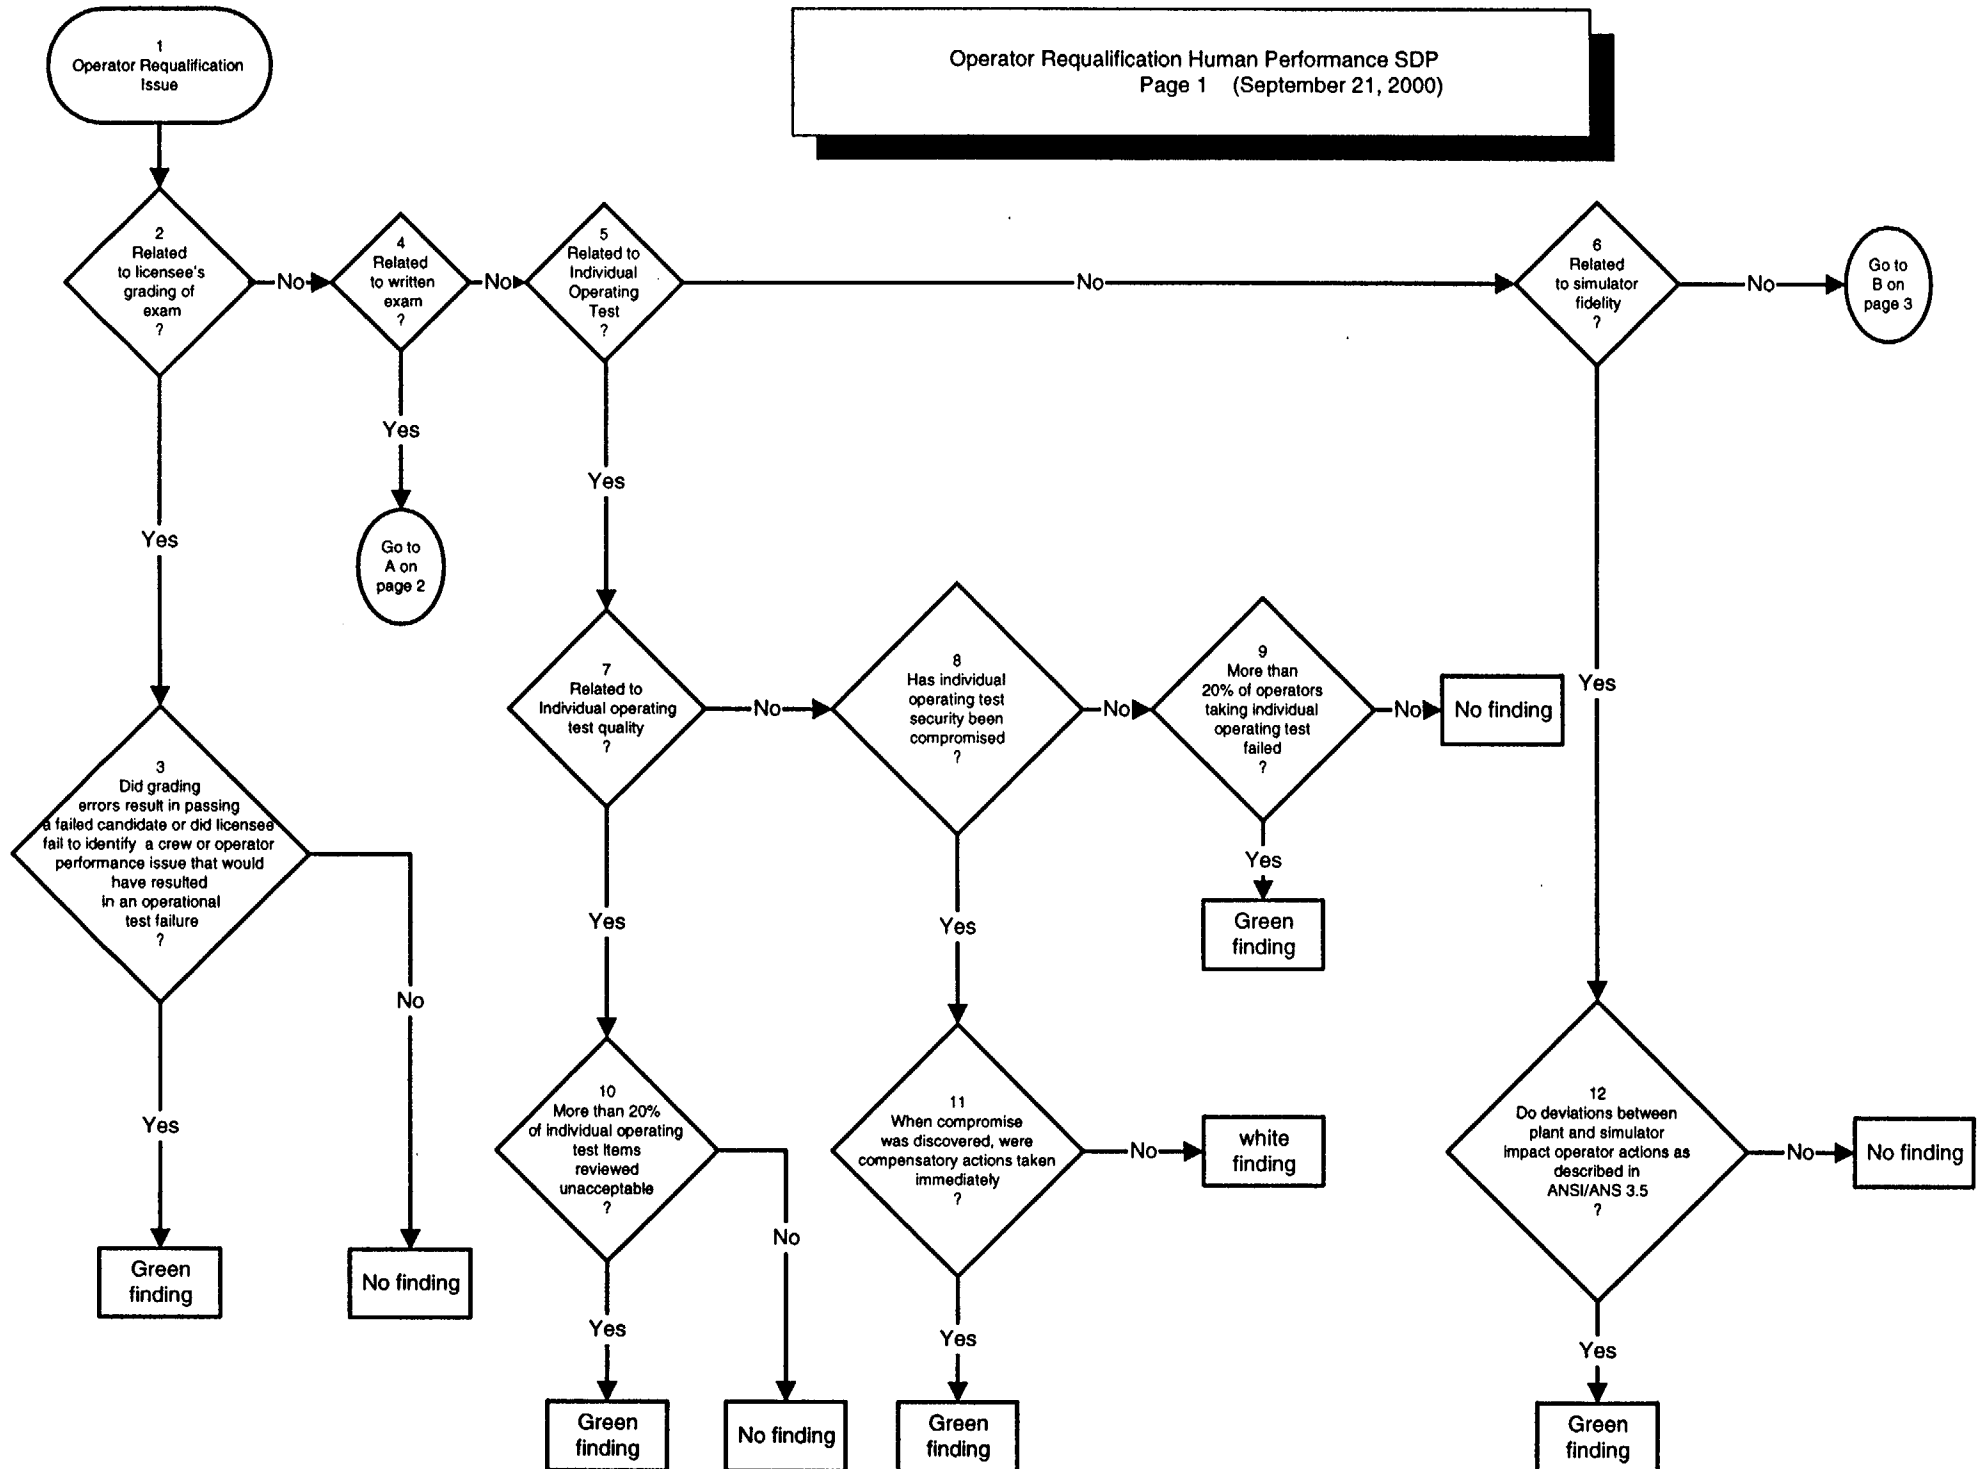 1
Operator Requalification
Issue
Operator Requalification Human Performance SDP
Page 1 (September 21, 2000)
2
Related
to licensee's
grading of
exam
?
No
4
Related
to written
exam
?
No
5
Related to
Individual
Operating
Test
?
No
6
Related
to simulator
fidelity
?
No
Go to
B on
page 3
Yes
Yes
Yes
Yes
Go to
A on
page 2
3
Did grading
errors result in passing
a failed candidate or did licensee
fail to identify a crew or operator
performance issue that would
have resulted
in an operational
test failure
?
No
Yes
Green
finding
No finding
7
Related to
Individual operating
test quality
?
No
8
Has individual
operating test
security been
compromised
?
No
9
More than
20% of operators
taking individual
operating test
failed
?
No
No finding
Yes
Green
finding
Yes
Yes
10
More than 20%
of individual operating
test items
reviewed
unacceptable
?
No
Yes
Green
finding
No finding
11
When compromise
was discovered, were
compensatory actions taken
immediately
?
No
white
finding
Yes
Green
finding
12
Do deviations between
plant and simulator
impact operator actions as
described in
ANSI/ANS 3.5
?
No
No finding
Yes
Green
finding